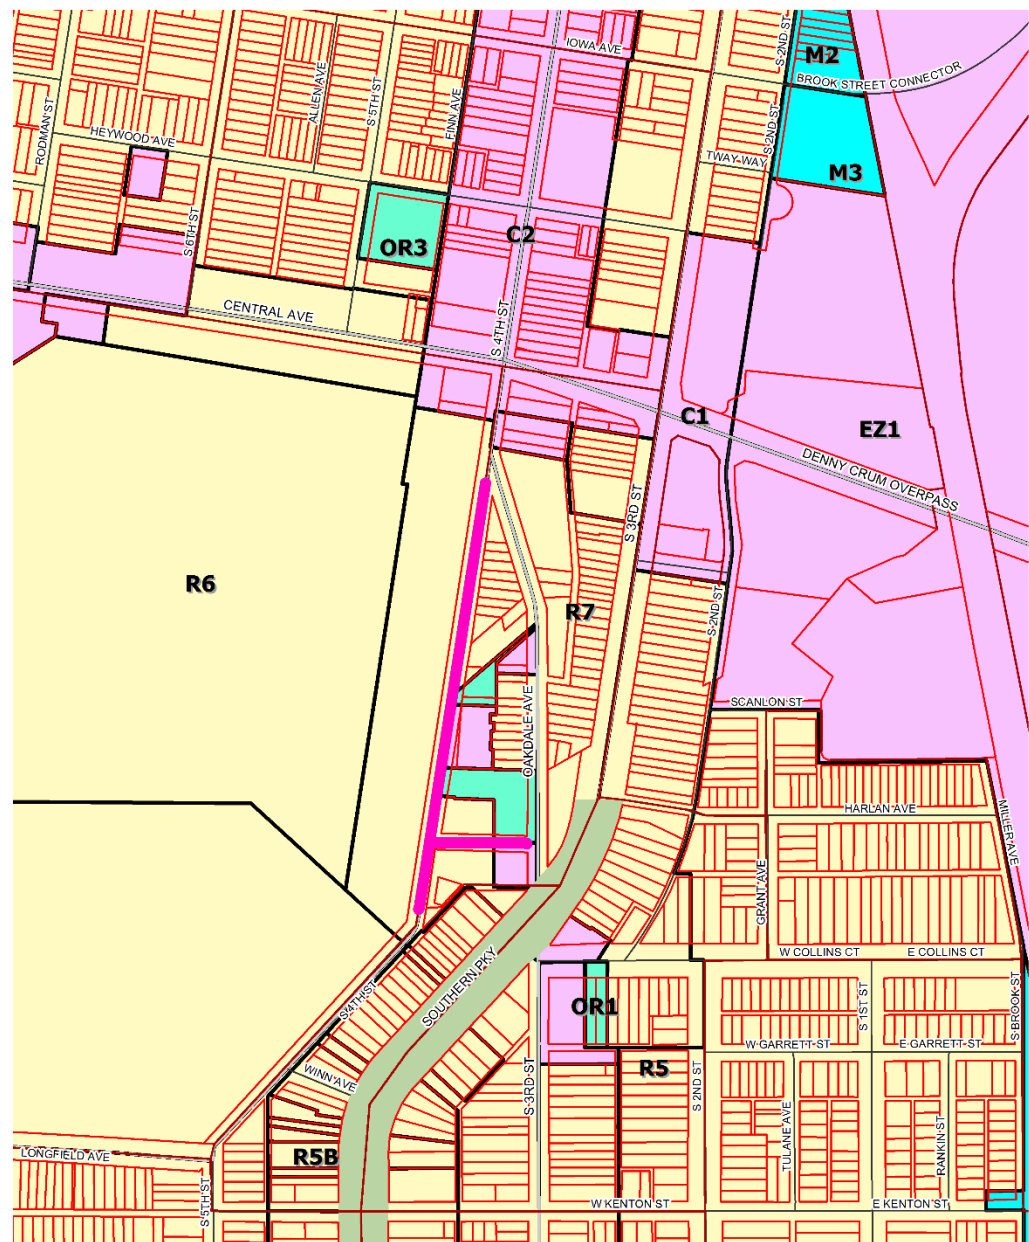 IOWA AVE
S 2ND ST
M2
BROOK STREET CONNECTOR
ALLEN AVE
S 5TH ST
FINN AVE
RODMAN ST
HEYWOOD AVE
S 2ND ST
TWAY WAY
M3
S 6TH ST
OR3
C2
CENTRAL AVE
S 4TH ST
C1
EZ1
DENNY CRUM OVERPASS
S 3RD ST
R6
R7
S 2ND ST
SCANLON ST
OAKDALE AVE
HARLAN AVE
MILLER AVE
GRANT AVE
W COLLINS CT
E COLLINS CT
SOUTHERN PKY
S 4TH ST
OR1
S 1ST ST
S BROOK ST
W GARRETT ST
E GARRETT ST
WINN AVE
S 3RD ST
R5
S 2ND ST
TULANE AVE
RANKIN ST
LONGFIELD AVE
R5B
S 5TH ST
W KENTON ST
E KENTON ST